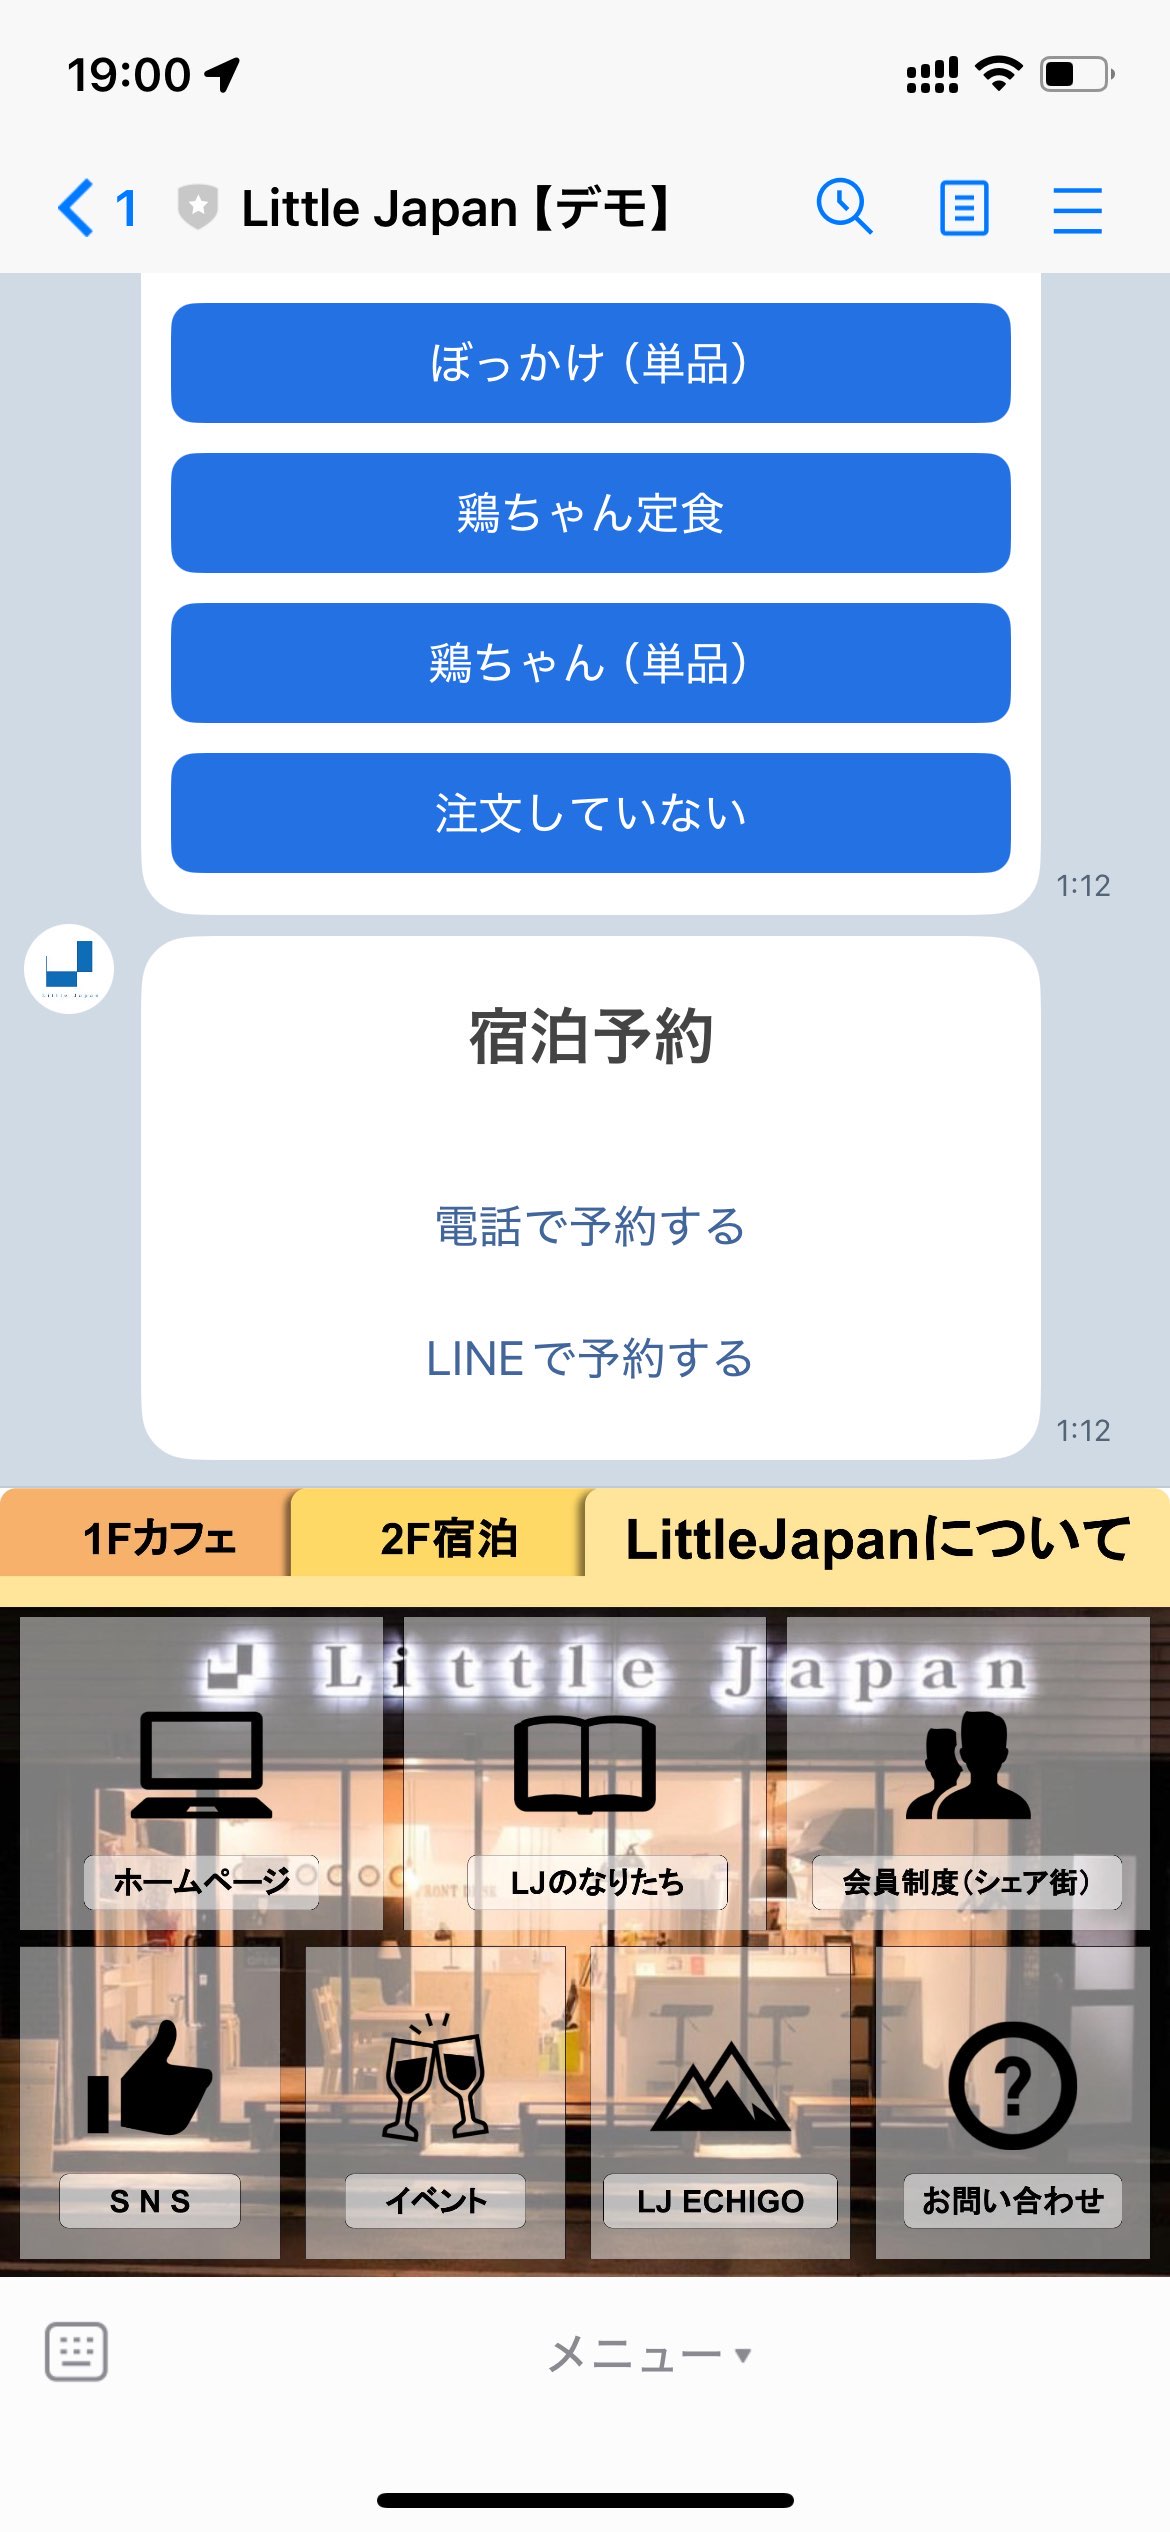 19:00
1
Little Japan【デモ】
ぼっかけ（単品）
鶏ちゃん定食
鶏ちゃん（単品）
注文していない
1:12
Little Japan
宿泊予約
電話で予約する
LINEで予約する
1:12
1Fカフェ
2F宿泊
LittleJapanについて
Little Japan
ホームページ
LJのなりたち
会員制度（シェア街）
SNS
イベント
LJ ECHIGO
お問い合わせ
メニュー▼